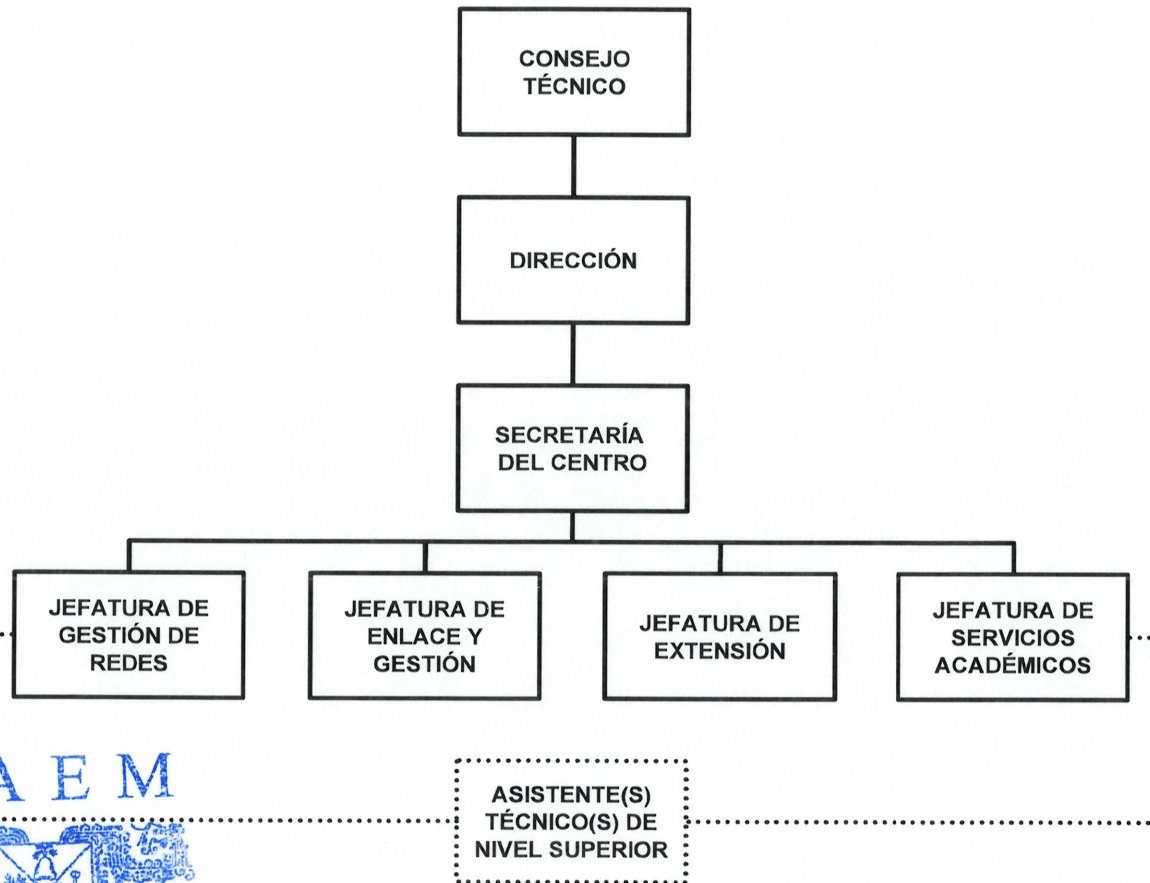 CONSEJO
TÉCNICO
DIRECCIÓN
SECRETARÍA
DEL CENTRO
JEFATURA DE
GESTIÓN DE
REDES
JEFATURA DE
ENLACE Y
GESTIÓN
JEFATURA DE
EXTENSIÓN
JEFATURA DE
SERVICIOS
ACADÉMICOS
A E M
ASISTENTE(S)
TÉCNICO(S) DE
NIVEL SUPERIOR